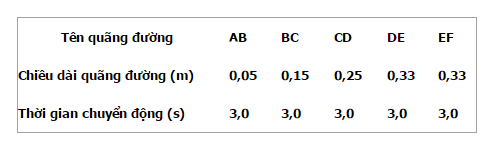 Tên quãng đường AB BC CD DE EF
Chiêu dài quãng đường (m) 0,05 0,15 0,25 0,33 0,33
Thời gian chuyển động (s) 3,0 3,0 3,0 3,0 3,0